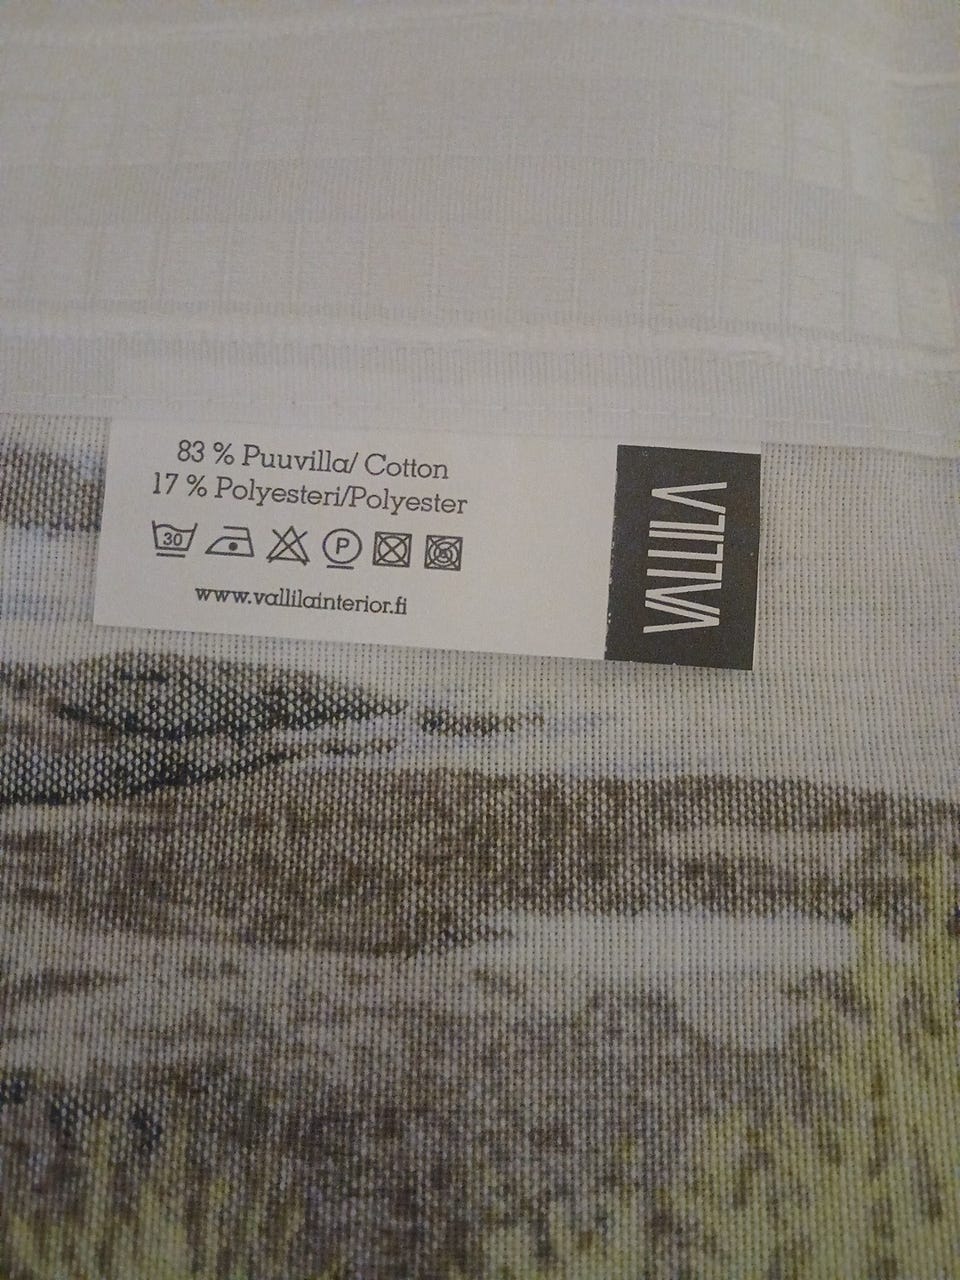 83 % Puuvilla/ Cotton
17 % Polyesteri/Polyester
30 P
www.vallilainterior.fi
VALLILA